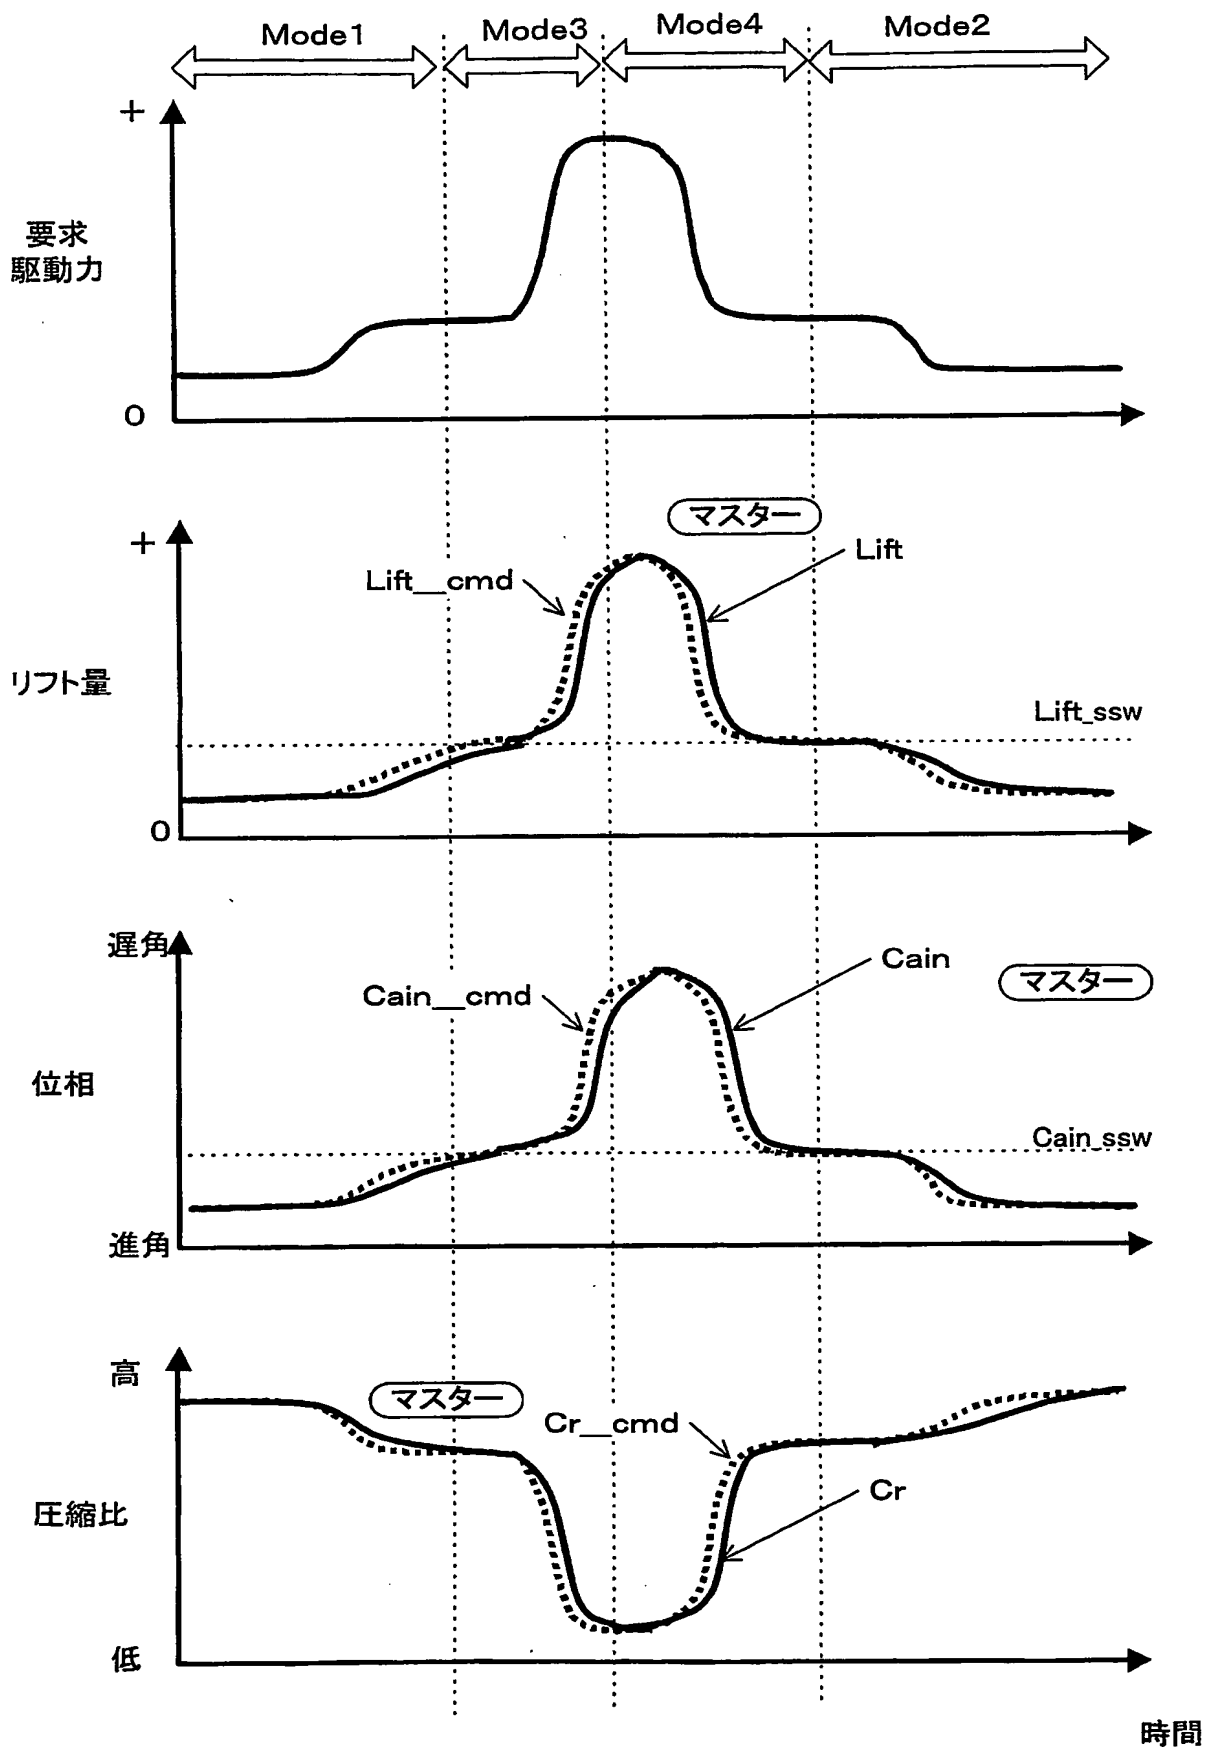 Mode1
Mode3
Mode4
Mode2
+
要求
駆動力
0
マスター
+
Lift
Lift__cmd
リフト量
Lift_ssw
0
遅角
Cain
マスター
Cain__cmd
位相
Cain_ssw
進角
高
マスター
Cr__cmd
Cr
圧縮比
低
時間